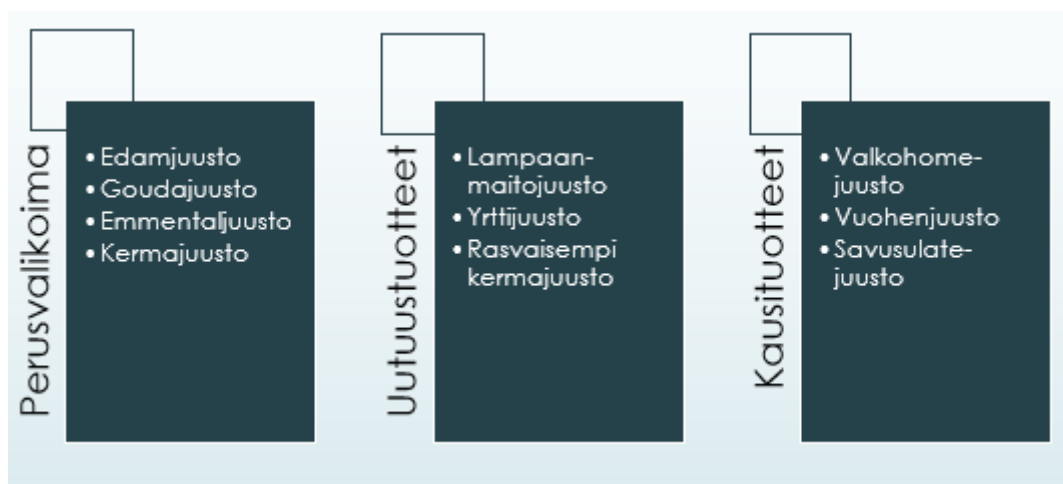 Perusvalikoima
• Edamjuusto
• Goudajuusto
• Emmentaljuusto
• Kermajuusto
Uutuustuotteet
• Lampaan-
maitojuusto
• Yrttijuusto
• Rasvaisempi
kermajuusto
Kausituotteet
• Valkohome-
juusto
• Vuohenjuusto
• Savusulate-
juusto